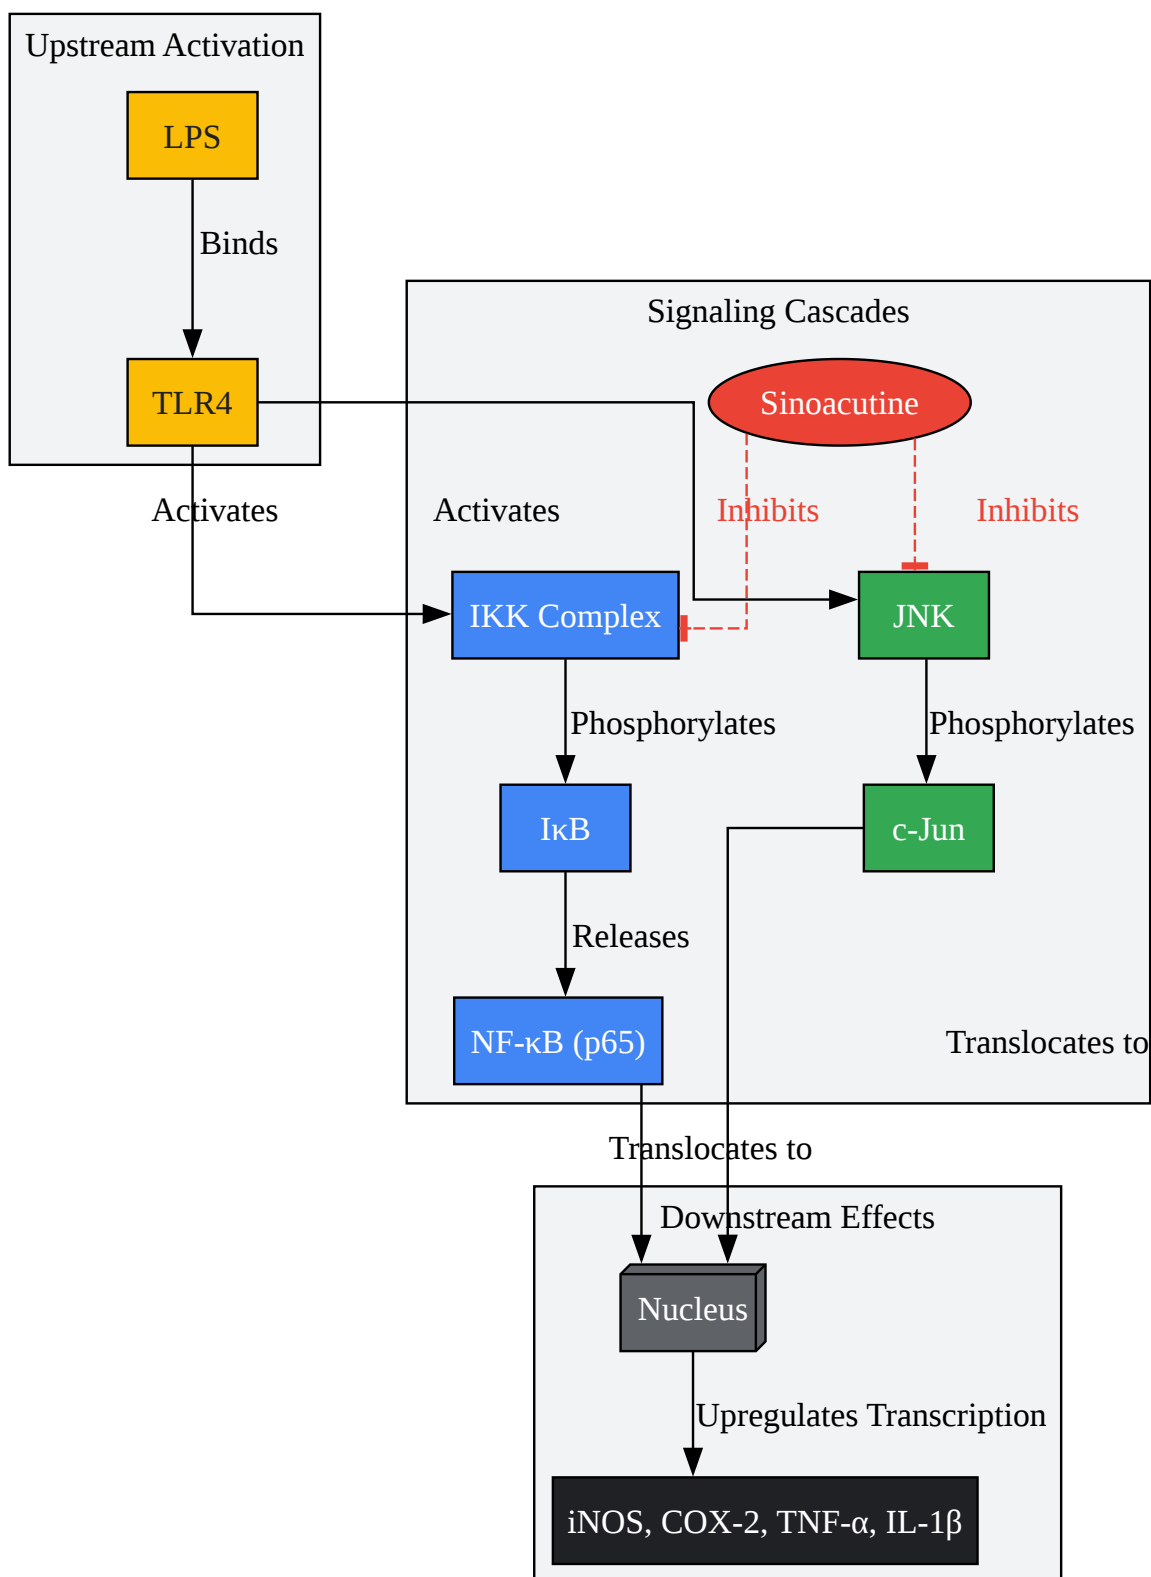 Upstream Activation
LPS
Binds
Signaling Cascades
TLR4
Sinoacutine
Activates
Activates
Inhibits
Inhibits
IKK Complex
JNK
Phosphorylates
Phosphorylates
IκB
c-Jun
Releases
NF-κB (p65)
Translocates to
Translocates to
Downstream Effects
Nucleus
Upregulates Transcription
iNOS, COX-2, TNF-α, IL-1β